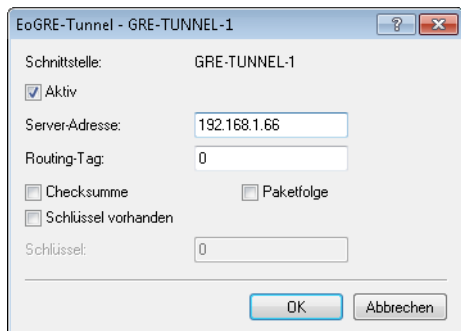 EoGRE-Tunnel - GRE-TUNNEL-1
Schnittstelle: GRE-TUNNEL-1
Aktiv
Server-Adresse: 192.168.1.66
Routing-Tag: 0
Checksumme Paketfolge
Schlüssel vorhanden
Schlüssel: 0
OK Abbrechen